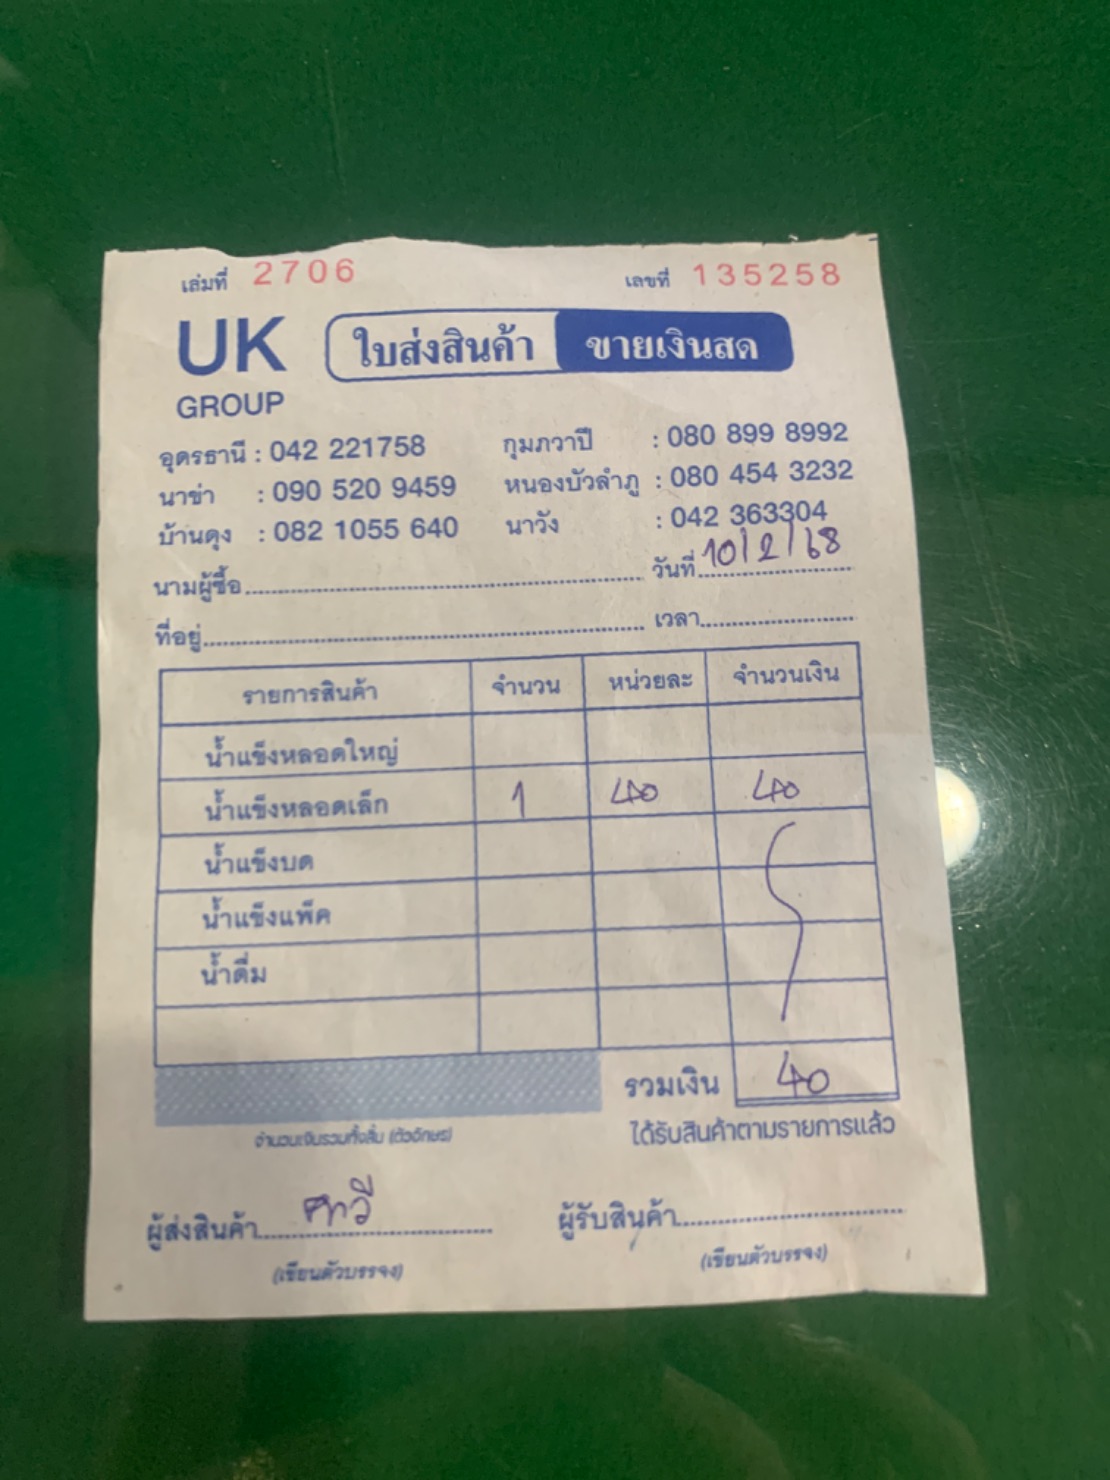 เล่มที่ 2706 เลขที่ 135258
UK GROUP ใบส่งสินค้า ขายเงินสด
อุดรธานี : 042 221758 กุมภวาปี : 080 899 8992
นาข่า : 090 520 9459 หนองบัวลำภู : 080 454 3232
บ้านดุง : 082 1055 640 นาวัง : 042 363304
นามผู้ซื้อ วันที่ 10/2/68
ที่อยู่ เวลา
รายการสินค้า จำนวน หน่วยละ จำนวนเงิน
น้ำแข็งหลอดใหญ่
น้ำแข็งหลอดเล็ก 1 40 40
น้ำแข็งบด
น้ำแข็งแพ็ค
น้ำดื่ม
รวมเงิน 40
จำนวนเงินรวมทั้งสิ้น (ตัวอักษร) ได้รับสินค้าตามรายการแล้ว
ผู้ส่งสินค้า ผู้รับสินค้า
(เขียนตัวบรรจง) (เขียนตัวบรรจง)